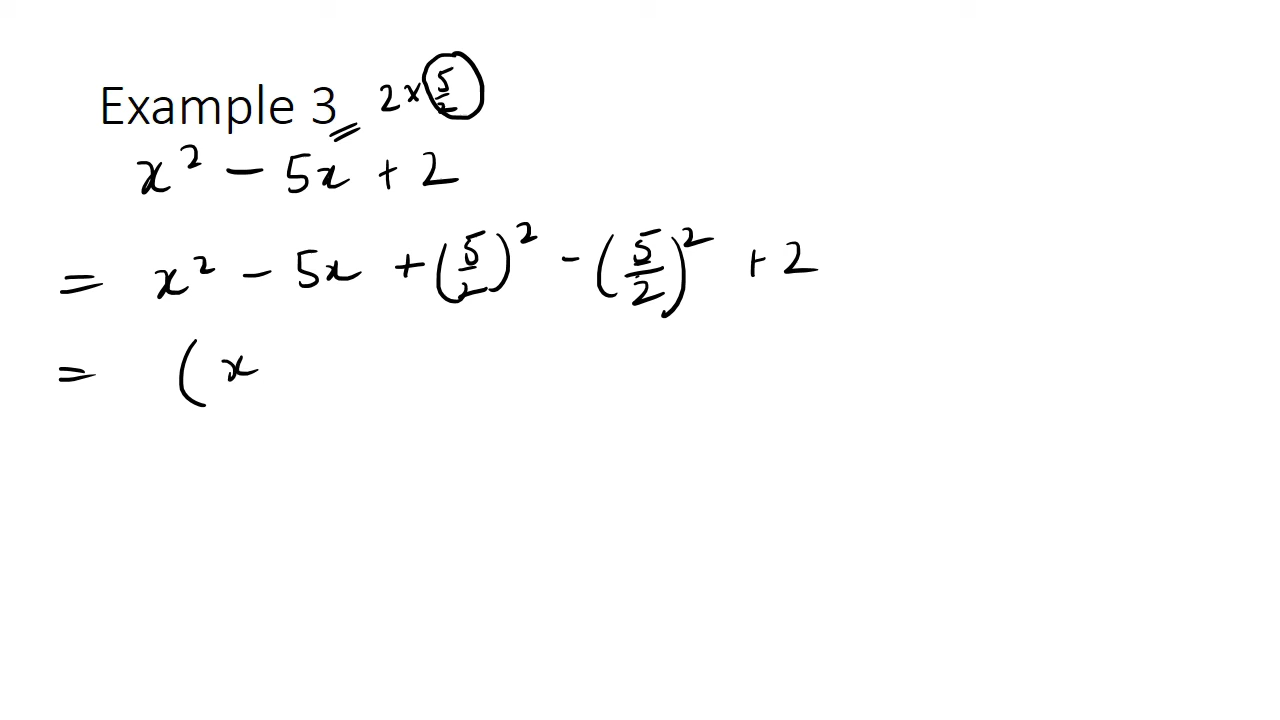 Example 3 2 × 5/2
x² - 5x + 2
= x² - 5x + (5/2)² - (5/2)² + 2
= (x